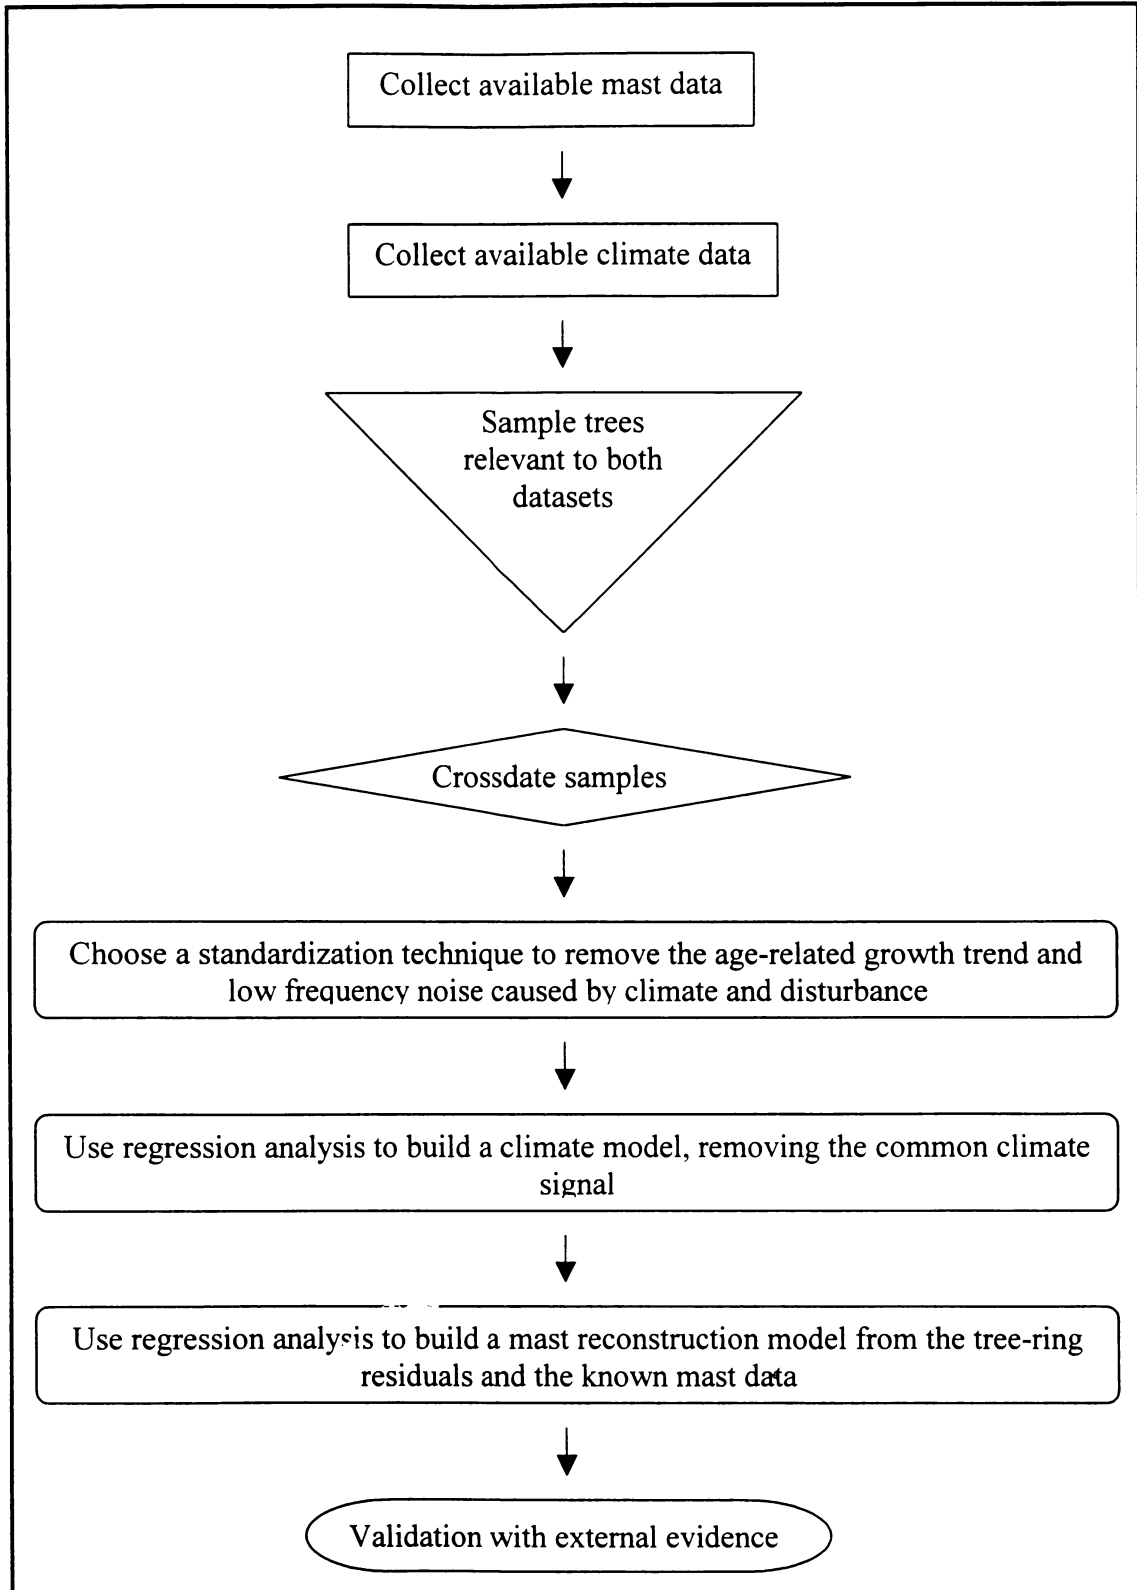 Collect available mast data
Collect available climate data
Sample trees
relevant to both
datasets
Crossdate samples
Choose a standardization technique to remove the age-related growth trend and
low frequency noise caused by climate and disturbance
Use regression analysis to build a climate model, removing the common climate
signal
Use regression analysis to build a mast reconstruction model from the tree-ring
residuals and the known mast data
Validation with external evidence